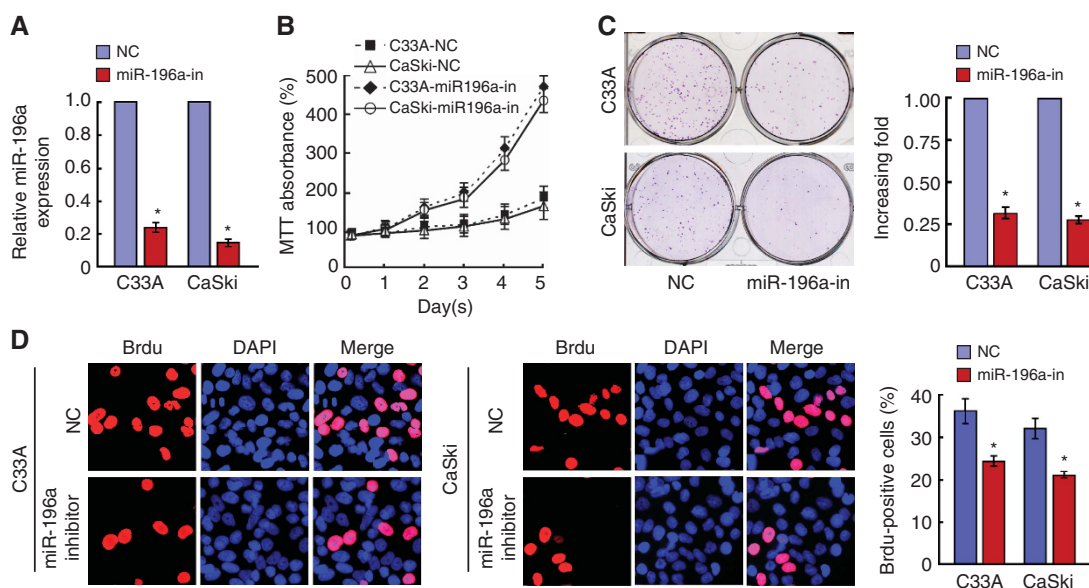 A
NC
miR-196a-in
Relative miR-196a
expression
1.0
0.8
0.6
0.4
0.2
0
*
*
C33A
CaSki
B
C33A-NC
CaSki-NC
C33A-miR196a-in
CaSki-miR196a-in
MTT absorbance (%)
500
400
300
200
100
0
0 1 2 3 4 5
Day(s)
C
C33A
CaSki
NC
miR-196a-in
NC
miR-196a-in
Increasing fold
1.00
0.75
0.50
0.25
0.00
*
*
C33A
CaSki
D
Brdu
DAPI
Merge
C33A
NC
miR-196a
inhibitor
Brdu
DAPI
Merge
CaSki
NC
miR-196a
inhibitor
NC
miR-196a-in
Brdu-positive cells (%)
40
30
20
10
0
*
*
C33A
CaSki